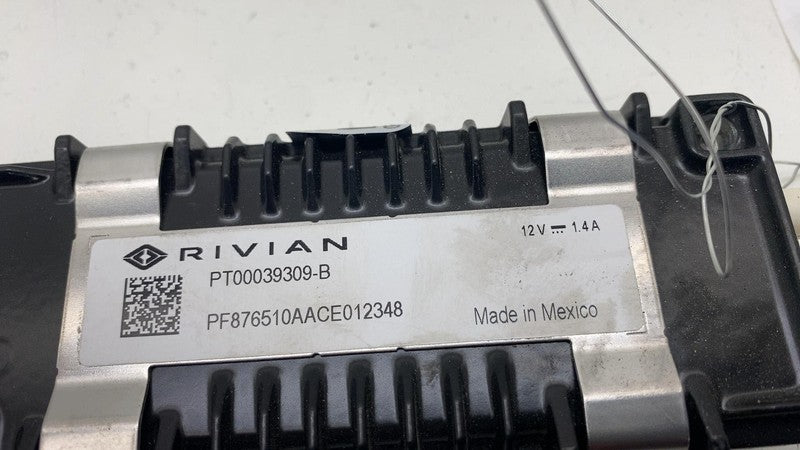 RIVIAN
12V ⎓ 1.4A
PT00039309-B
PF876510AACE012348
Made in Mexico